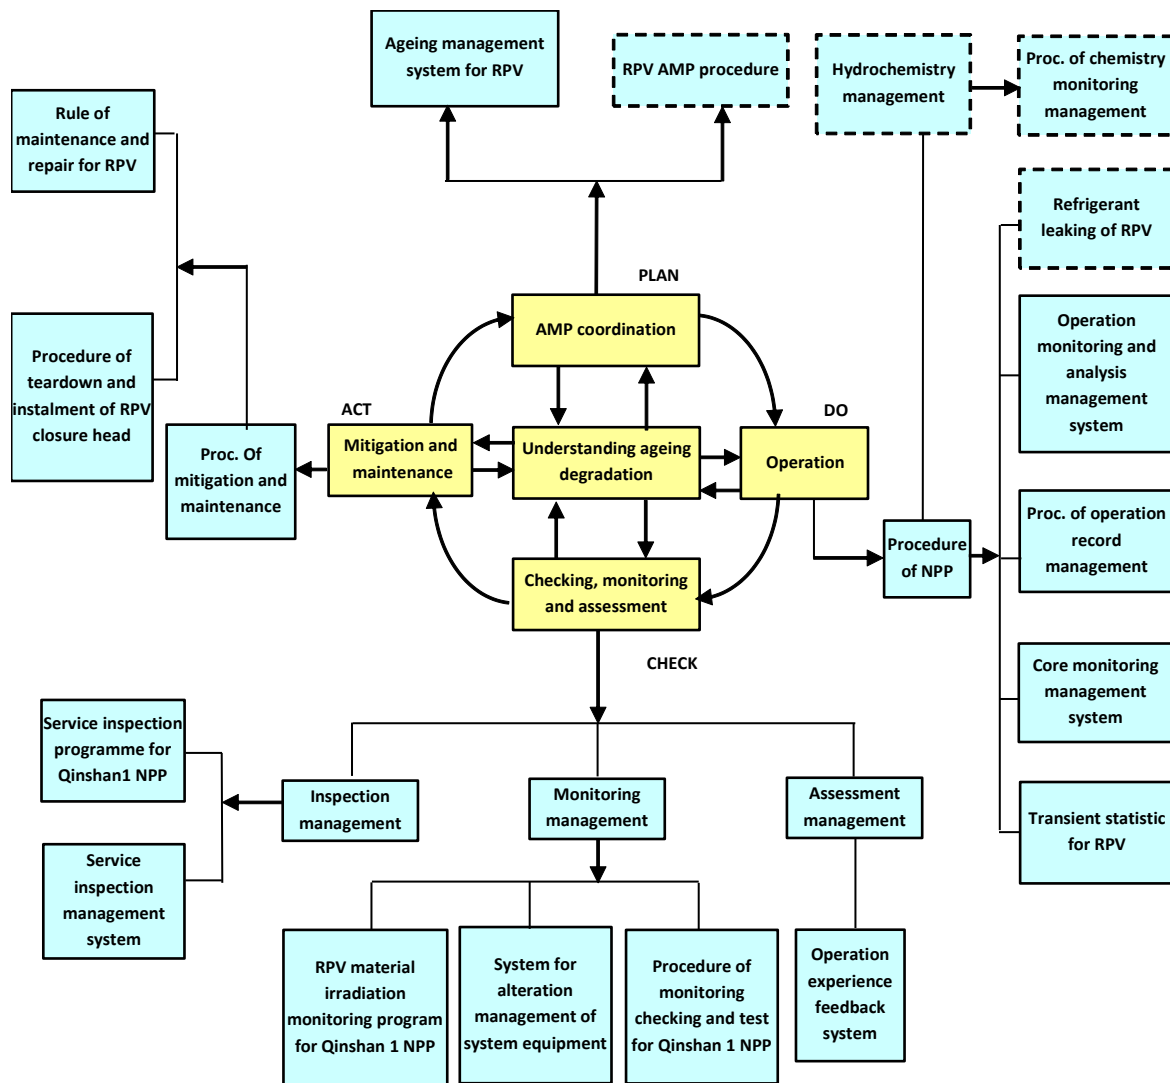 Ageing management
system for RPV
RPV AMP procedure
Hydrochemistry
management
Proc. of chemistry
monitoring
management
Rule of
maintenance and
repair for RPV
Refrigerant
leaking of RPV
PLAN
AMP coordination
Operation
monitoring and
analysis
management
system
Procedure of
teardown and
instalment of RPV
closure head
ACT
DO
Mitigation and
maintenance
Understanding ageing
degradation
Operation
Proc. Of
mitigation and
maintenance
Proc. of operation
record
management
Procedure
of NPP
Checking, monitoring
and assessment
CHECK
Core monitoring
management
system
Service inspection
programme for
Qinshan1 NPP
Inspection
management
Monitoring
management
Assessment
management
Transient statistic
for RPV
Service
inspection
management
system
RPV material
irradiation
monitoring program
for Qinshan 1 NPP
System for
alteration
management of
system equipment
Procedure of
monitoring
checking and test
for Qinshan 1 NPP
Operation
experience
feedback
system